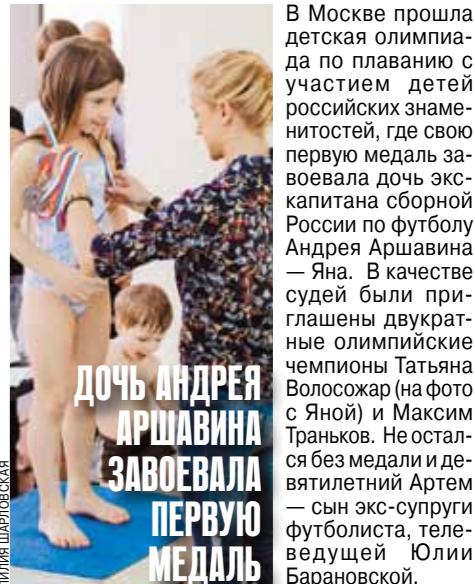 ДОЧЬ АНДРЕЯ
АРШАВИНА
ЗАВОЕВАЛА
ПЕРВУЮ
МЕДАЛЬ
ЛИЛИЯ ШАРЛОВСКАЯ
В Москве прошла
детская олимпиа-
да по плаванию с
участием детей
российских знаме-
нитостей, где свою
первую медаль за-
воевала дочь экс-
капитана сборной
России по футболу
Андрея Аршавина
— Яна. В качестве
судей были при-
глашены двукрат-
ные олимпийские
чемпионы Татьяна
Волосожар (на фото
с Яной) и Максим
Траньков. Не остал-
ся без медали и де-
вятилетний Артем
— сын экс-супруги
футболиста, теле-
ведущей Юлии
Барановской.